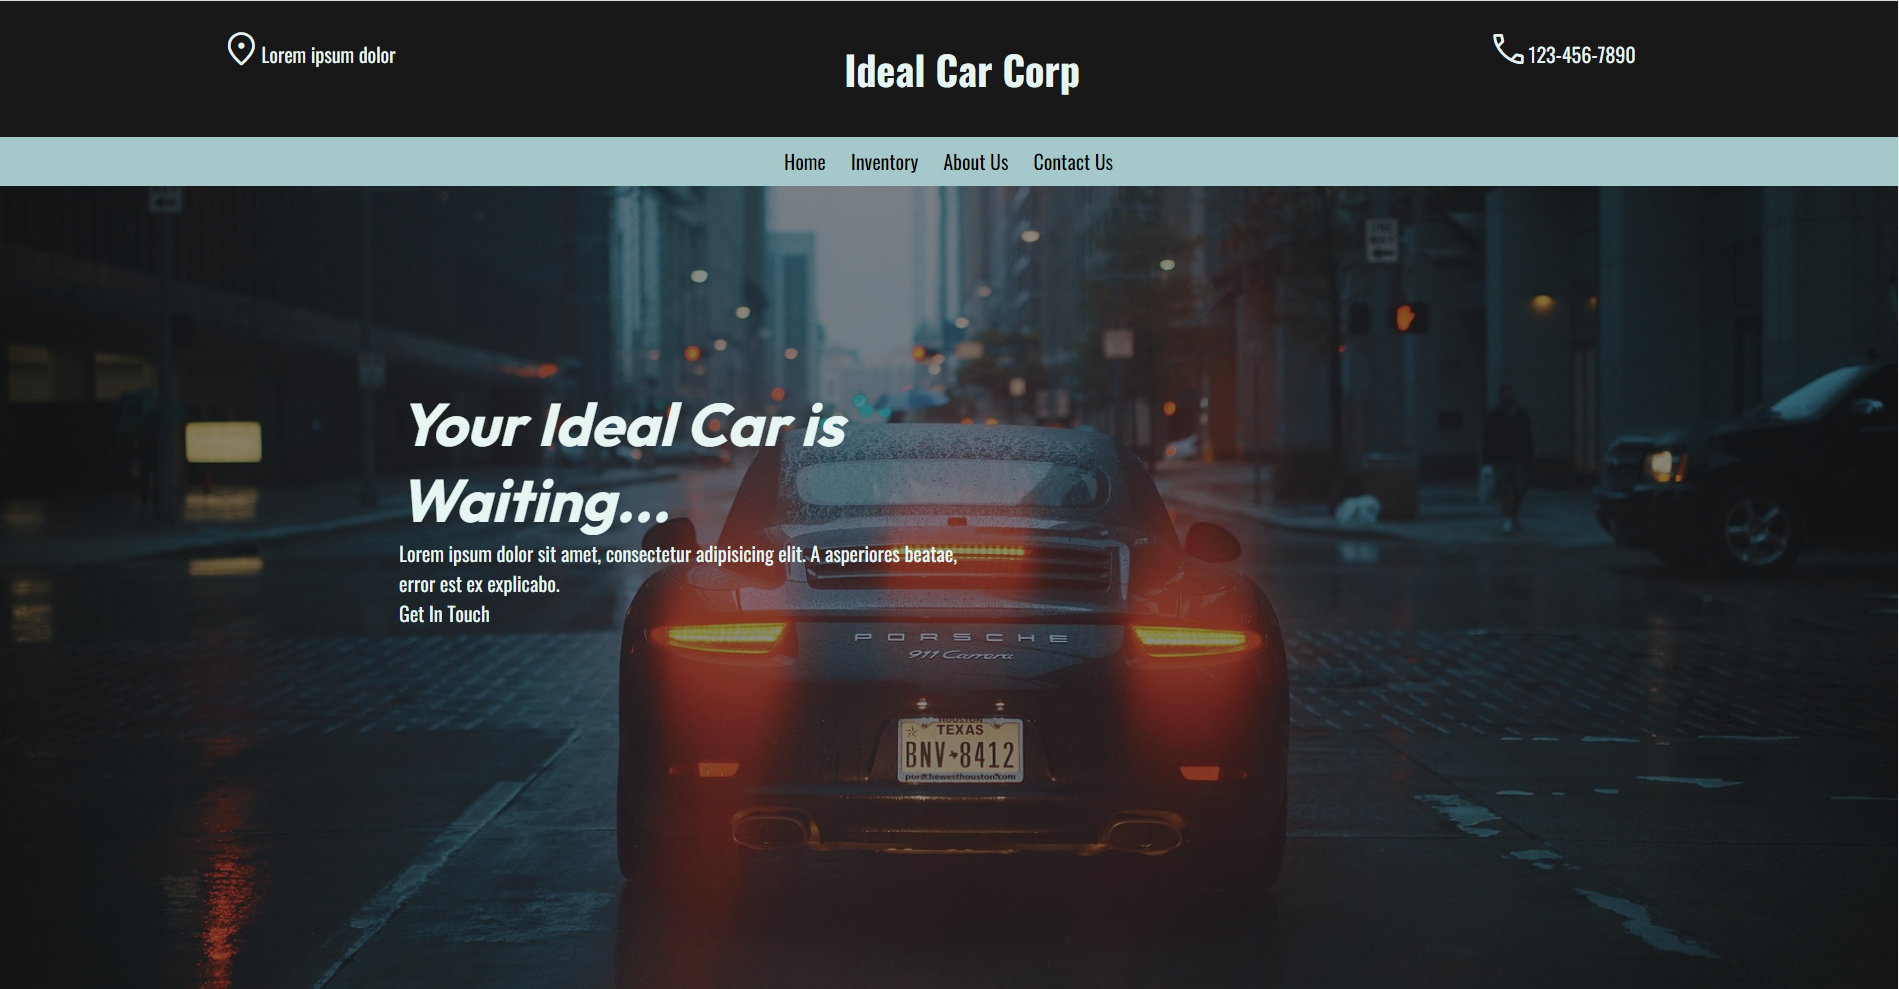 Lorem ipsum dolor
Ideal Car Corp
123-456-7890
Home Inventory About Us Contact Us
Your Ideal Car is
Waiting...
Lorem ipsum dolor sit amet, consectetur adipisicing elit. A asperiores beatae,
error est ex explicabo.
Get In Touch
PORSCHE
911 Carrera
HOUSTON
TEXAS
BNV 8412
porschewesthouston.com